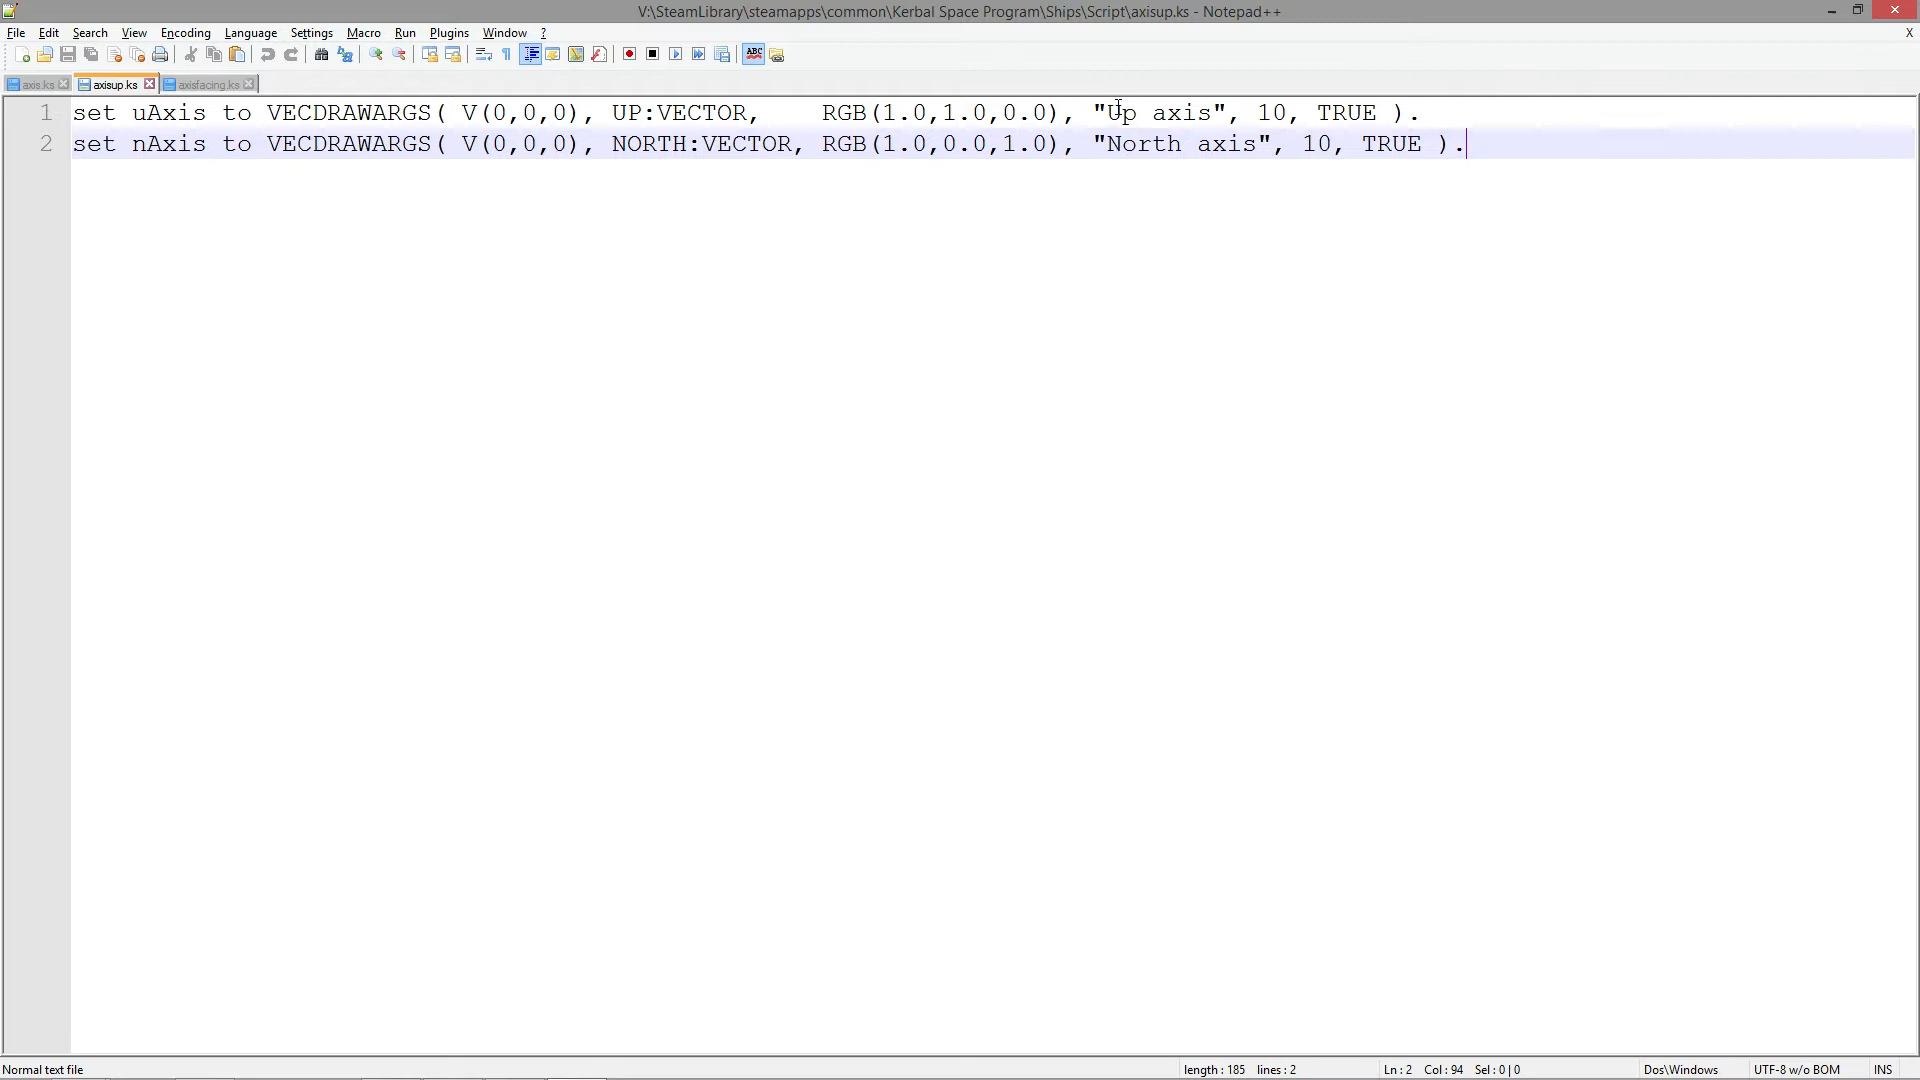 V:\SteamLibrary\steamapps\common\Kerbal Space Program\Ships\Script\axisup.ks - Notepad++
File Edit Search View Encoding Language Settings Macro Run Plugins Window ? X
axis.ks axisup.ks axisfacing.ks
1 set uAxis to VECDRAWARGS( V(0,0,0), UP:VECTOR, RGB(1.0,1.0,0.0), "Up axis", 10, TRUE ).
2 set nAxis to VECDRAWARGS( V(0,0,0), NORTH:VECTOR, RGB(1.0,0.0,1.0), "North axis", 10, TRUE ).
Normal text file length : 185 lines : 2 Ln : 2 Col : 94 Sel : 0 | 0 Dos\Windows UTF-8 w/o BOM INS